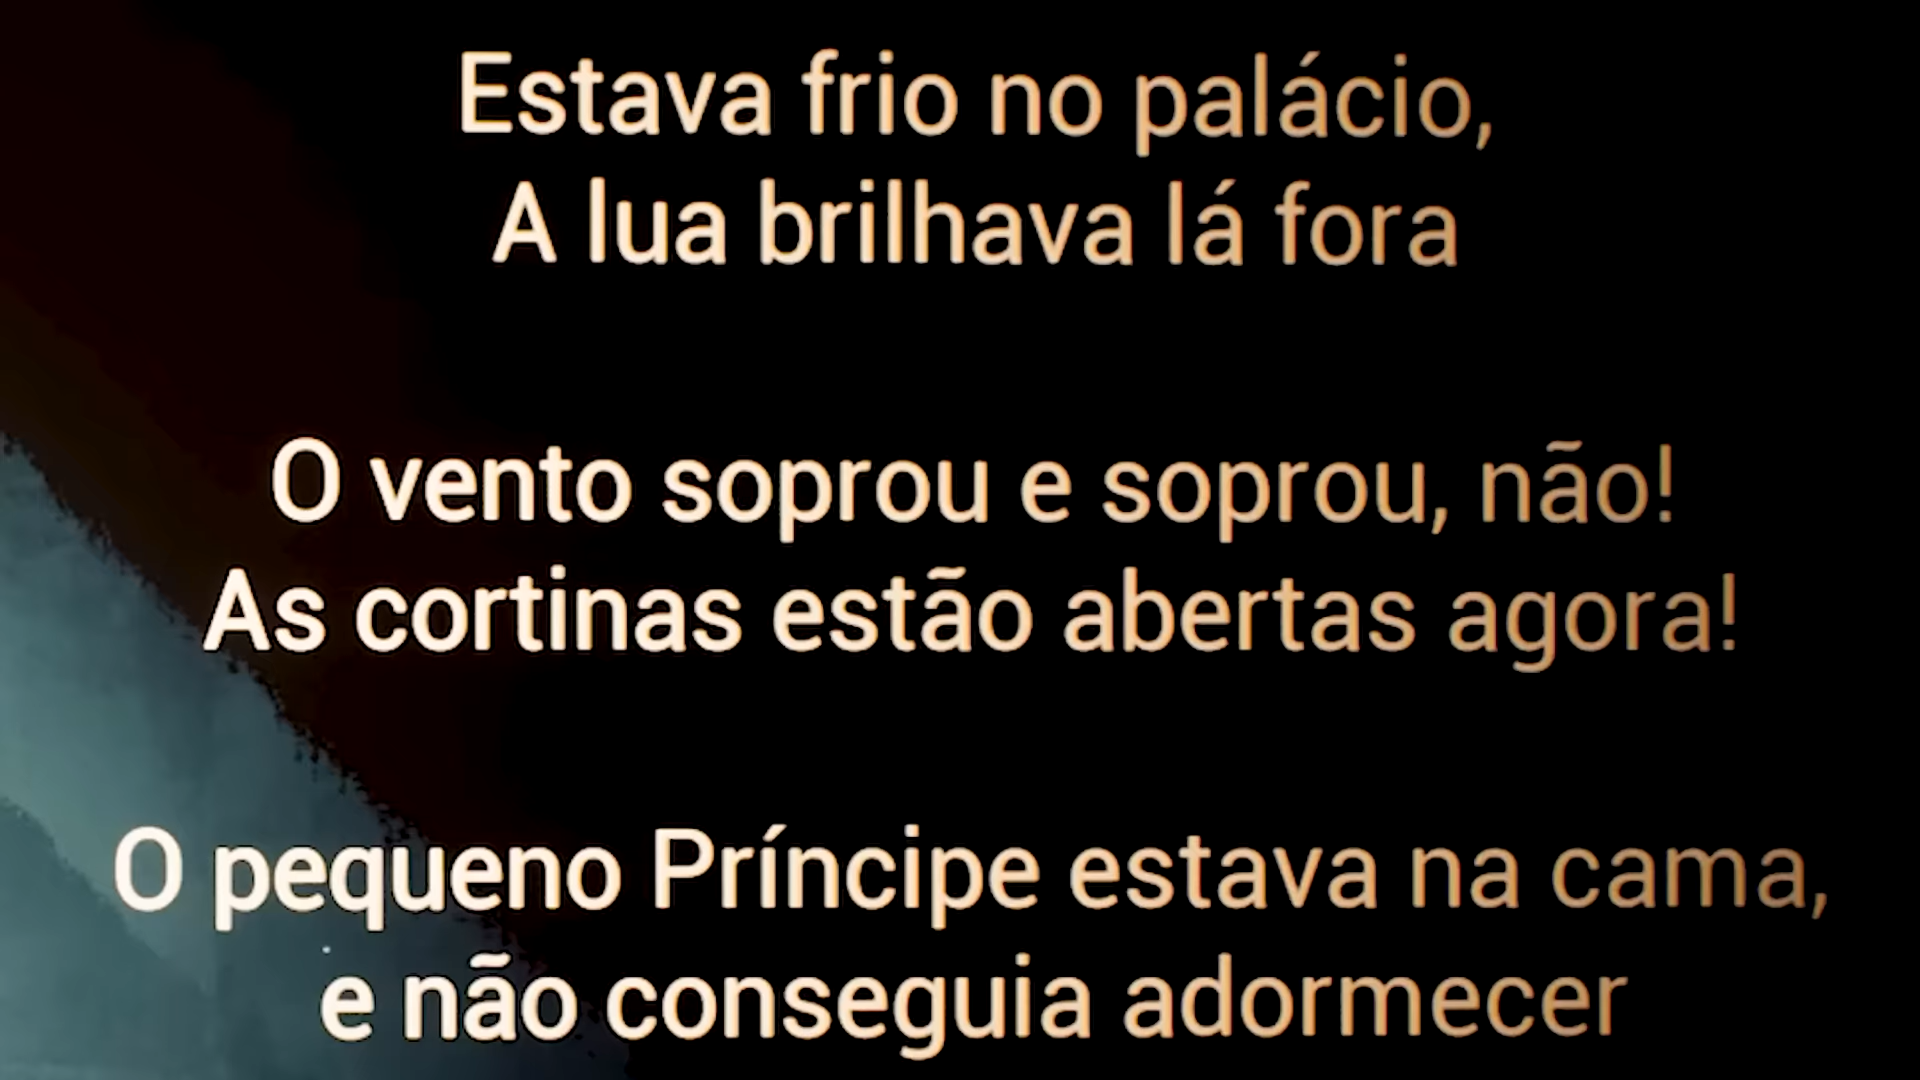 Estava frio no palácio,
A lua brilhava lá fora
O vento soprou e soprou, não!
As cortinas estão abertas agora!
O pequeno Príncipe estava na cama,
e não conseguia adormecer